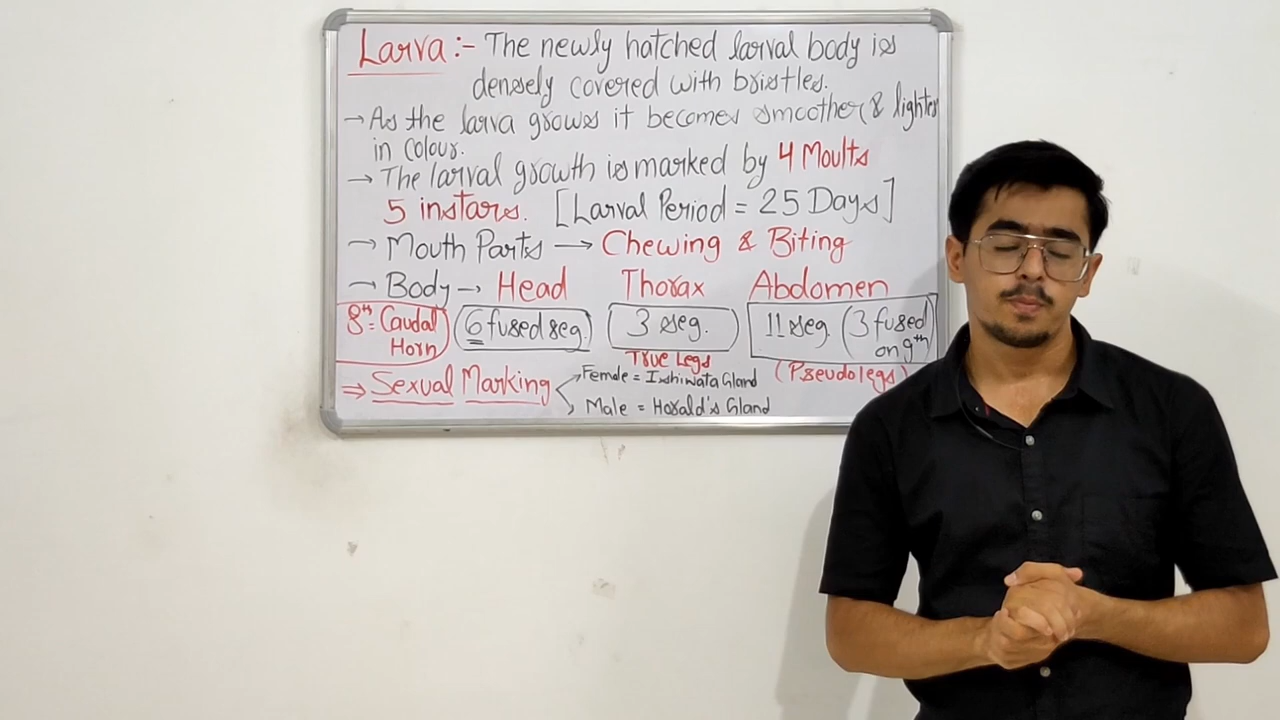 Larva :- The newly hatched larval body is
densely covered with bristles.
→ As the larva grows it becomes smoother & lighter
in colour.
→ The larval growth is marked by 4 Moults
5 instars. [Larval Period = 25 Days]
→ Mouth Parts → Chewing & Biting
→ Body → Head Thorax Abdomen
8th = Caudal Horn 6 fused seg. 3 seg. 11 seg (3 fused on 9th)
True Legs (Pseudolegs)
⇒ Sexual Marking Female = Ishiwata Gland
Male = Horald's Gland